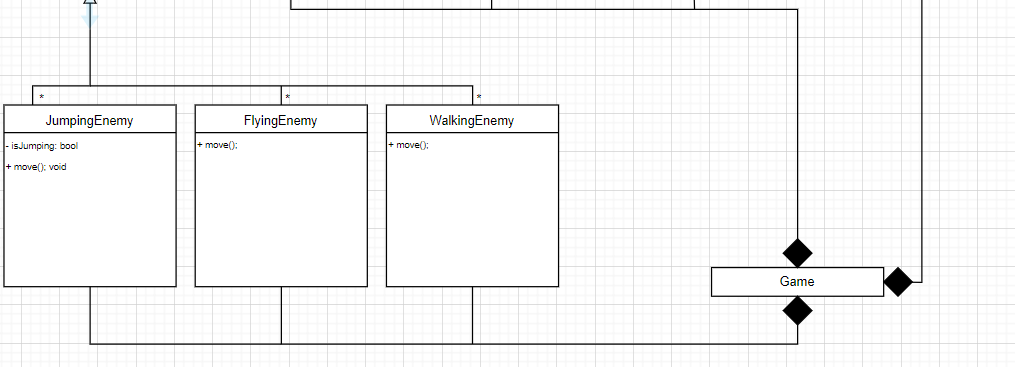 * * *
JumpingEnemy FlyingEnemy WalkingEnemy
- isJumping: bool + move(); + move();
+ move(); void
Game